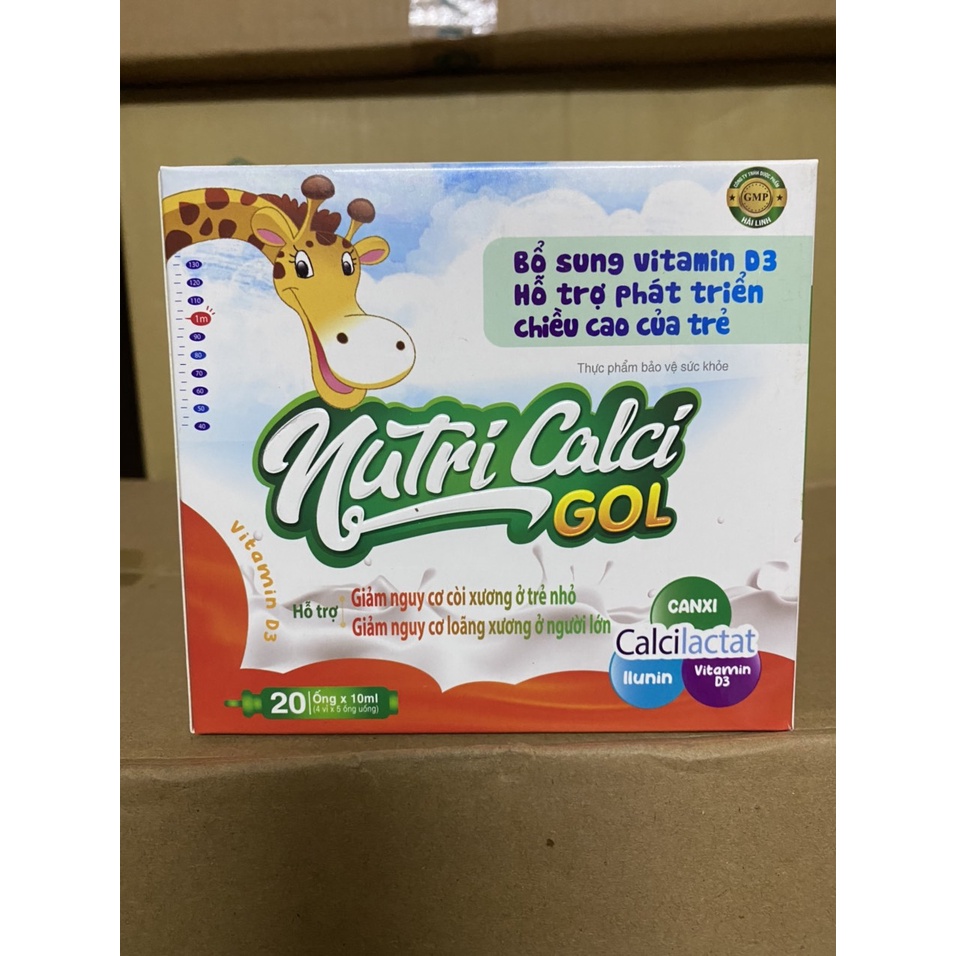 CÔNG TY TNHH DƯỢC PHẨM
GMP
HẢI LINH
Bổ sung vitamin D3
Hỗ trợ phát triển
chiều cao của trẻ
Thực phẩm bảo vệ sức khỏe
130
120
110
1m
90
80
70
60
50
40
Nutri Calci
GOL
Vitamin D3
Hỗ trợ
Giảm nguy cơ còi xương ở trẻ nhỏ
Giảm nguy cơ loãng xương ở người lớn
CANXI
Calcilactat
Ilunin
Vitamin
D3
20 Ống x 10ml
(4 vỉ x 5 ống uống)